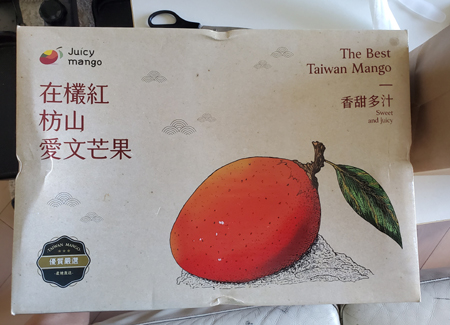 Juicy
mango
The Best
Taiwan Mango
在欉紅
枋山
愛文芒果
香甜多汁
Sweet
and juicy
TAIWAN MANGO
優質嚴選